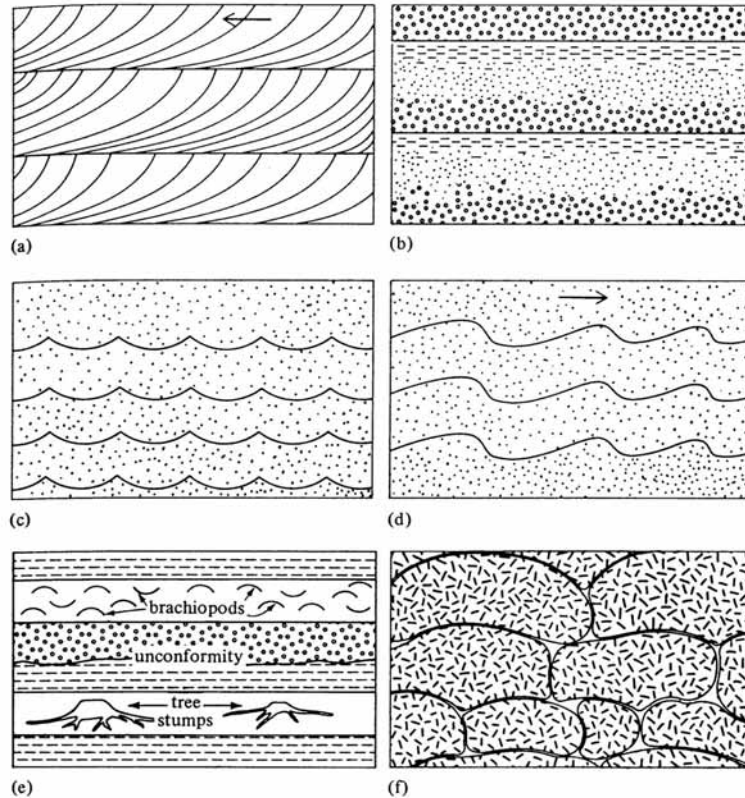 (a)
(b)
(c)
(d)
brachiopods
unconformity
tree
stumps
(e)
(f)